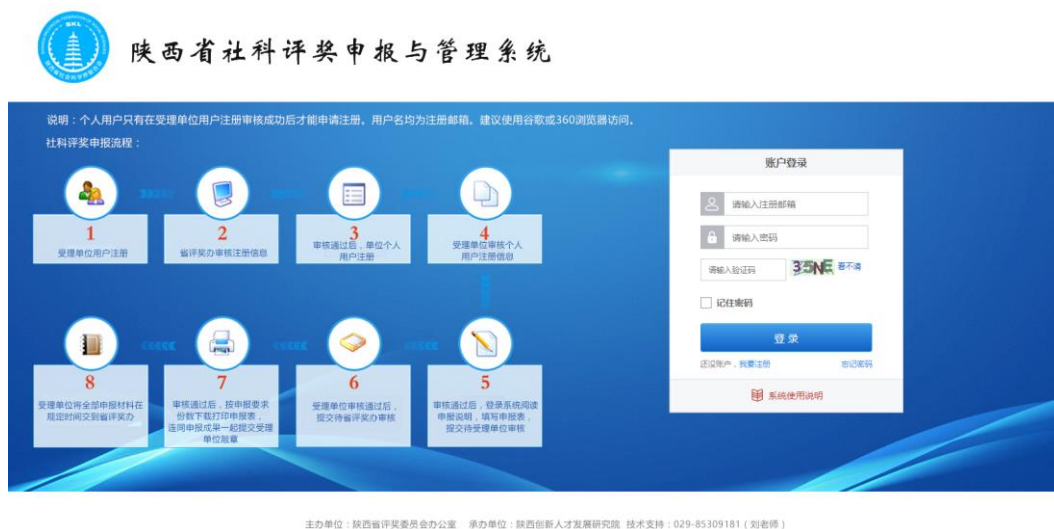 SKL
陕西省社科评奖申报与管理系统
说明：个人用户只有在受理单位用户注册审核成功后才能申请注册。用户名均为注册邮箱。建议使用谷歌或360浏览器访问。
社科评奖申报流程：
1
受理单位用户注册
2
省评奖办审核注册信息
3
审核通过后，单位个人
用户注册
4
受理单位审核个人
用户注册信息
5
审核通过后，登录系统阅读
申报说明，填写申报表，
提交待受理单位审核
6
受理单位审核通过后，
提交待省评奖办审核
7
审核通过后，按申报要求
份数下载打印申报表，
连同申报成果一起提交受理
单位敲章
8
受理单位将全部申报材料在
规定时间交到省评奖办
账户登录
请输入注册邮箱
请输入密码
请输入验证码 35NE 看不清
记住密码
登录
还没账户，我要注册 忘记密码
系统使用说明
主办单位：陕西省评奖委员会办公室 承办单位：陕西创新人才发展研究院 技术支持：029-85309181（刘老师）